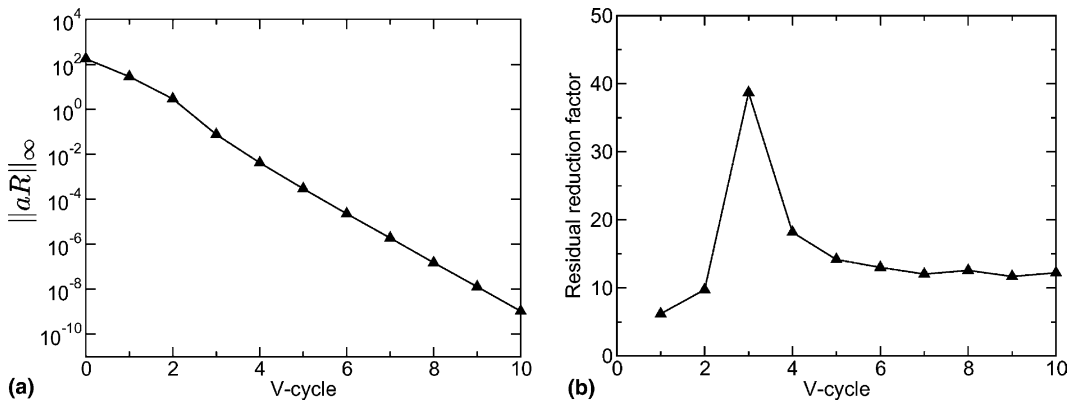 10^4
10^2
10^0
10^-2
10^-4
10^-6
10^-8
10^-10
||aR||∞
0 2 4 6 8 10
V-cycle
(a)
50
40
30
20
10
0
Residual reduction factor
0 2 4 6 8 10
V-cycle
(b)